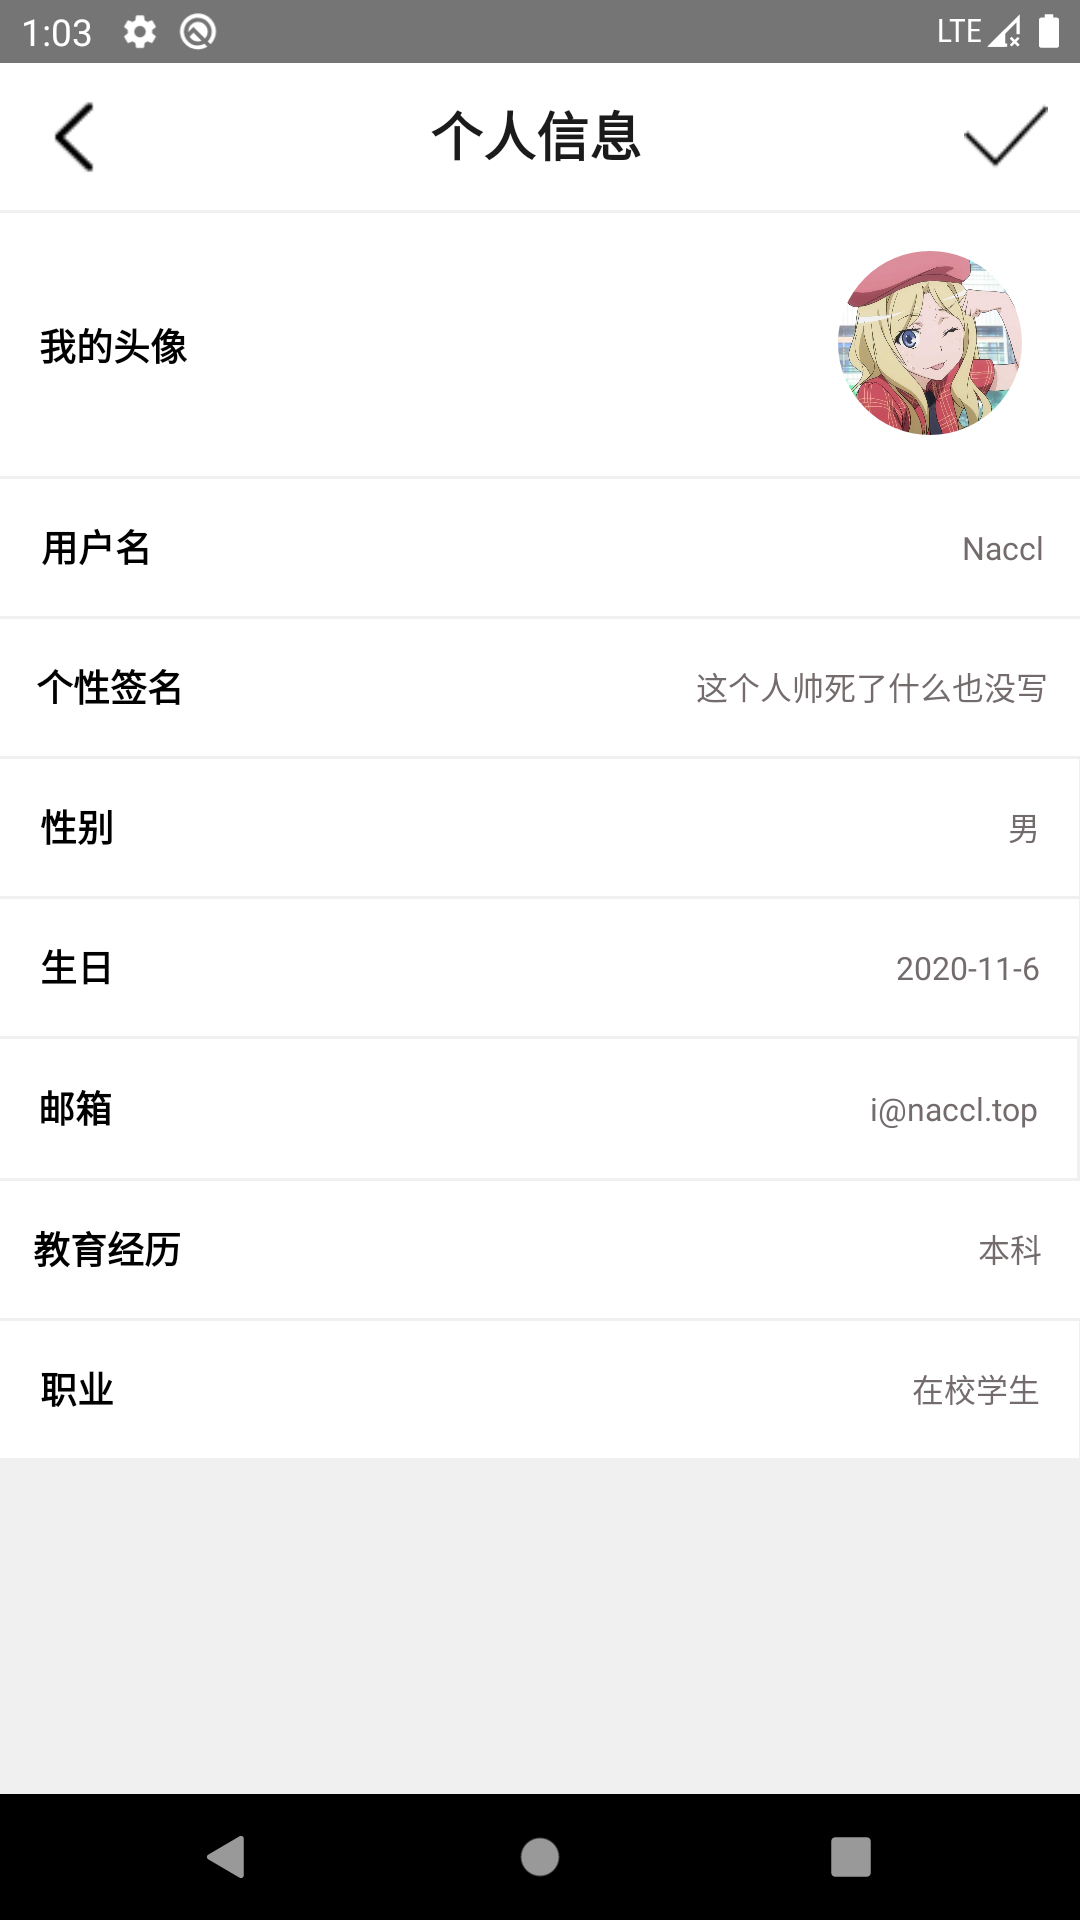 1:03 LTE
个人信息
我的头像
用户名 Naccl
个性签名 这个人帅死了什么也没写
性别 男
生日 2020-11-6
邮箱 i@naccl.top
教育经历 本科
职业 在校学生